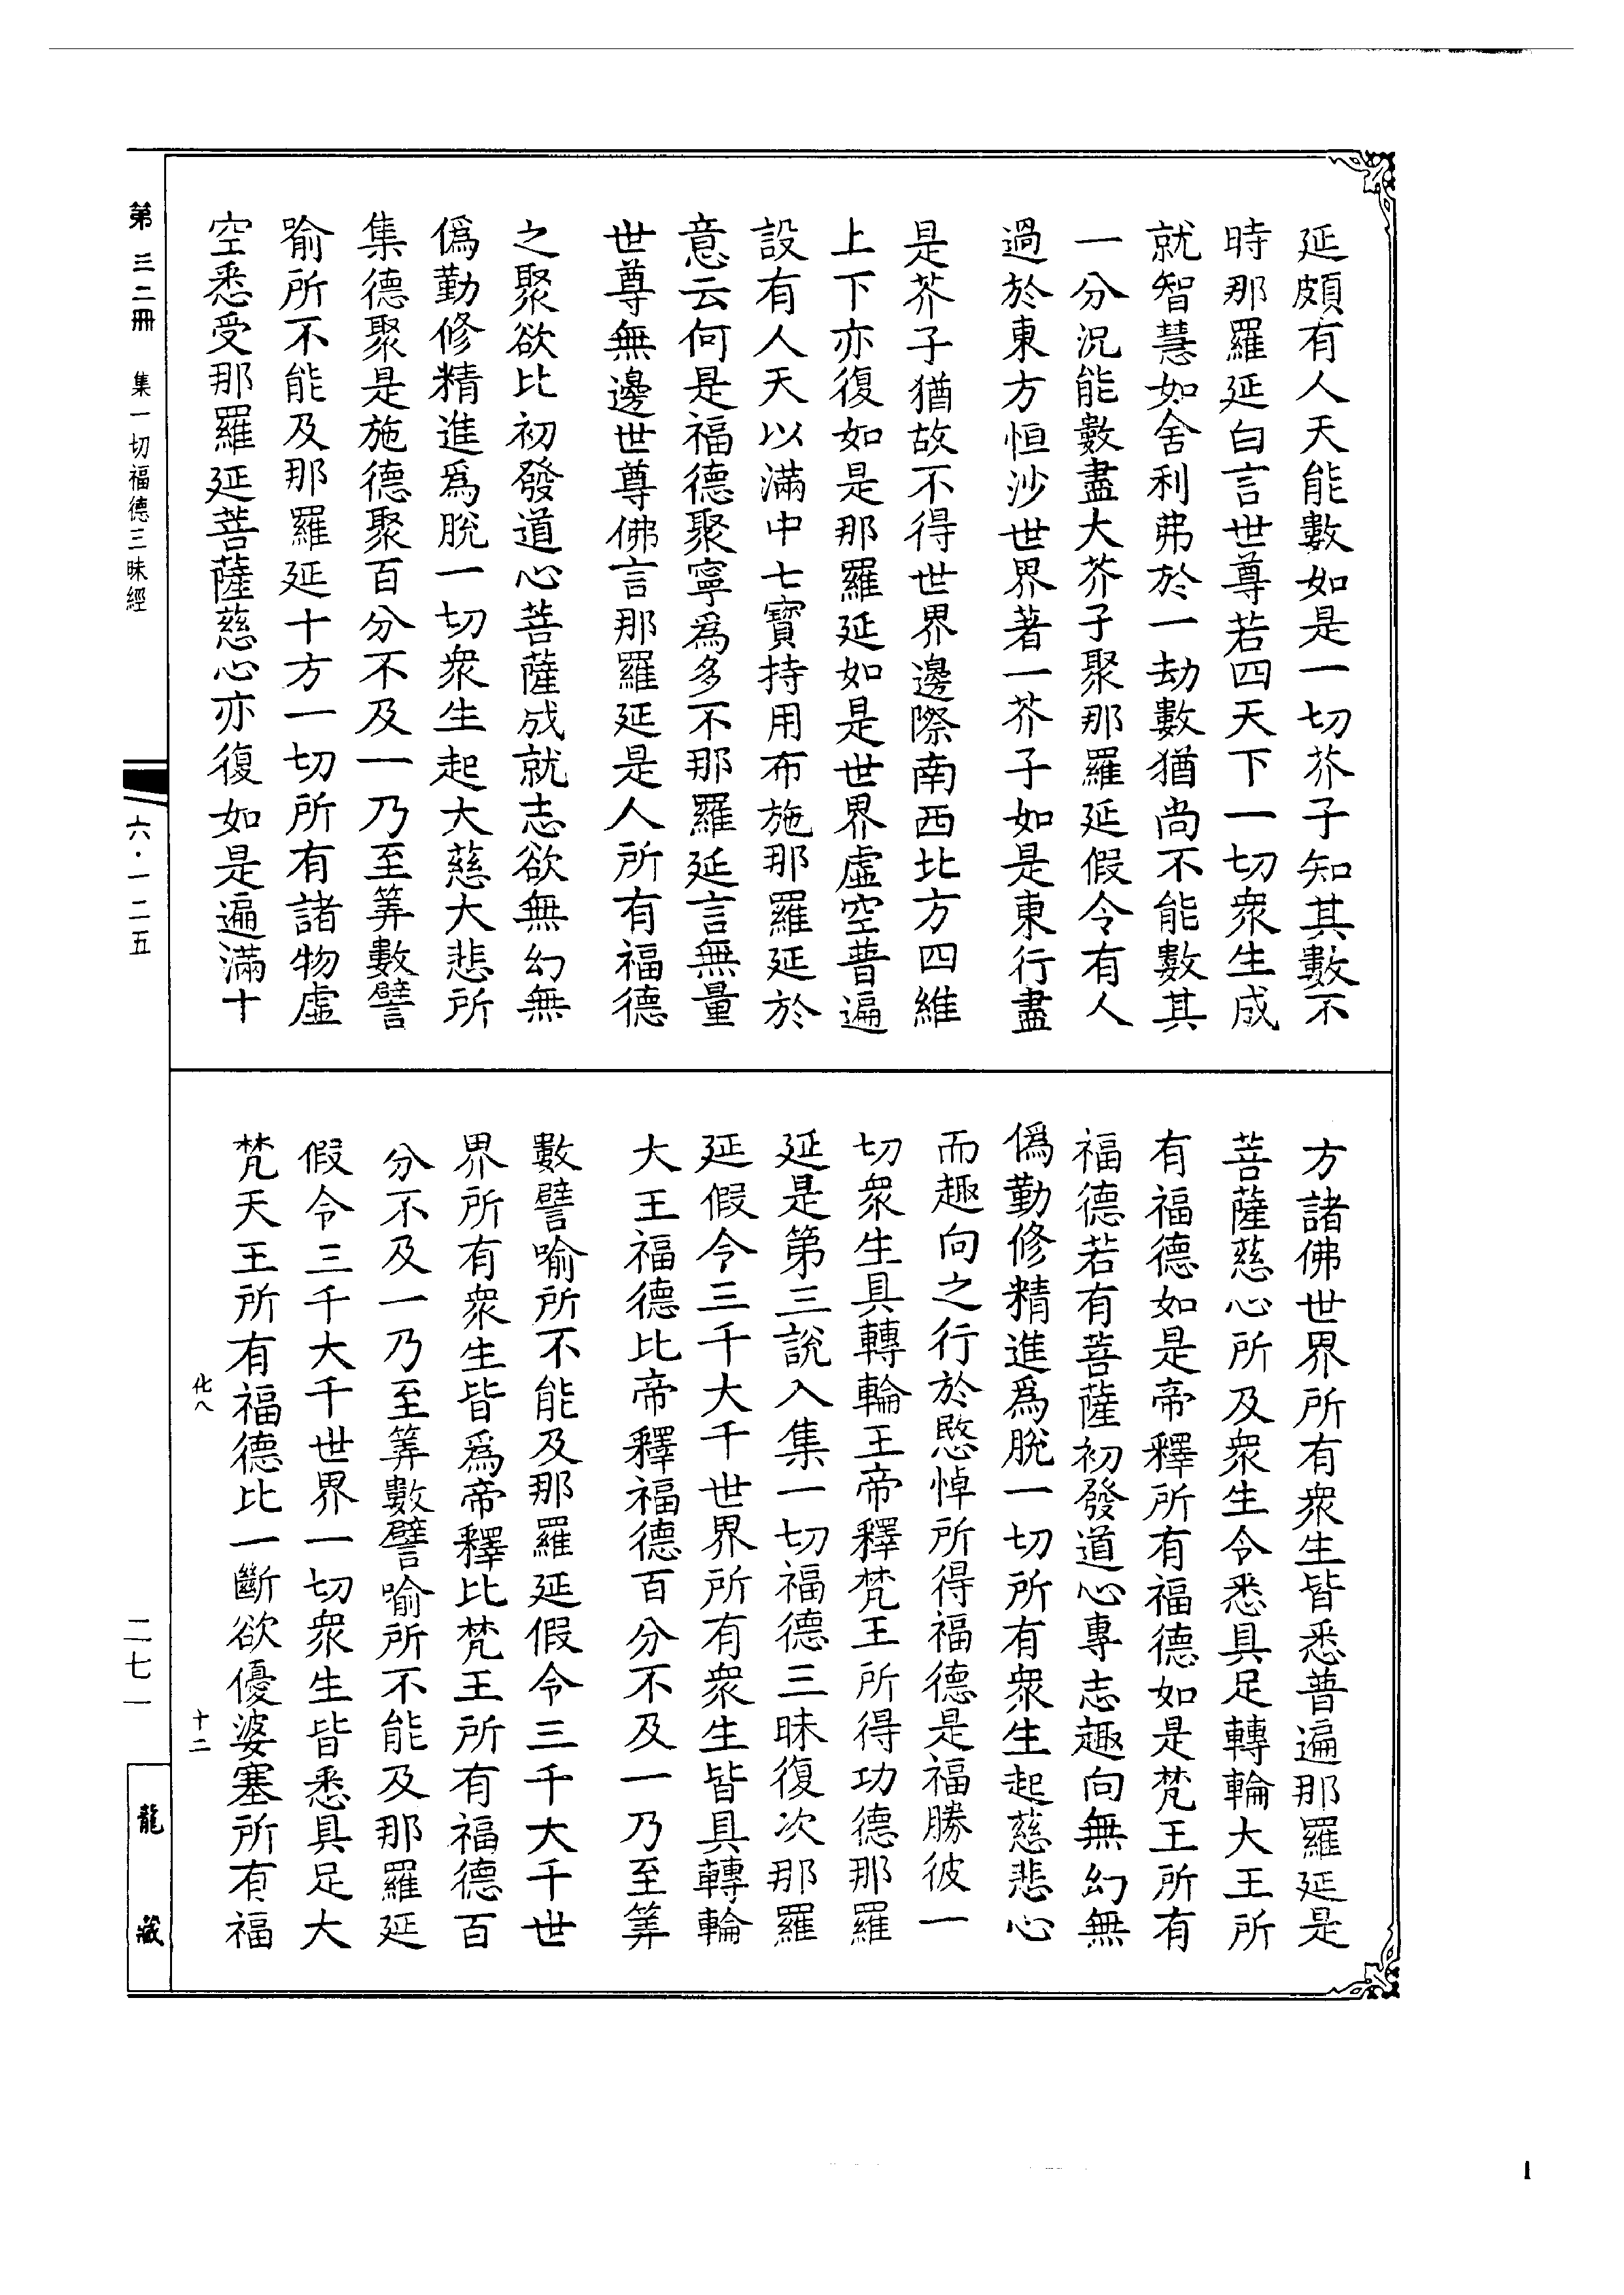 延頗有人天能數如是一切芥子知其數不
時那羅延白言世尊若四天下一切衆生成
就智慧如舍利弗於一劫數猶尚不能數其
一分況能數盡大芥子聚那羅延假令有人
過於東方恒沙世界著一芥子如是東行盡
是芥子猶故不得世界邊際南西北方四維
上下亦復如是那羅延如是世界虛空普遍
設有人天以滿中七寶持用布施那羅延於
意云何是福德聚寧爲多不那羅延言無量
世尊無邊世尊佛言那羅延是人所有福德
之聚欲比初發道心菩薩成就志欲無幻無
僞勤修精進爲脫一切衆生起大慈大悲所
集德聚是施德聚百分不及一乃至筭數譬
喻所不能及那羅延十方一切所有諸物虛
空悉受那羅延菩薩慈心亦復如是遍滿十
方諸佛世界所有衆生皆悉普遍那羅延是
菩薩慈心所及衆生令悉具足轉輪大王所
有福德如是帝釋所有福德如是梵王所有
福德若有菩薩初發道心專志趣向無幻無
僞勤修精進爲脫一切所有衆生起慈悲心
而趣向之行於愍悼所得福德是福勝彼一
切衆生具轉輪王帝釋梵王所得功德那羅
延是第三說入集一切福德三昧復次那羅
延假令三千大千世界所有衆生皆具轉輪
大王福德比帝釋福德百分不及一乃至筭
數譬喻所不能及那羅延假令三千大千世
界所有衆生皆爲帝釋比梵王所有福德百
分不及一乃至筭數譬喻所不能及那羅延
假令三千大千世界一切衆生皆悉具足大
梵天王所有福德比一斷欲優婆塞所有福
化八
十二
第三二冊 集一切福德三昧經
六·一二五
二七一
龍藏
1